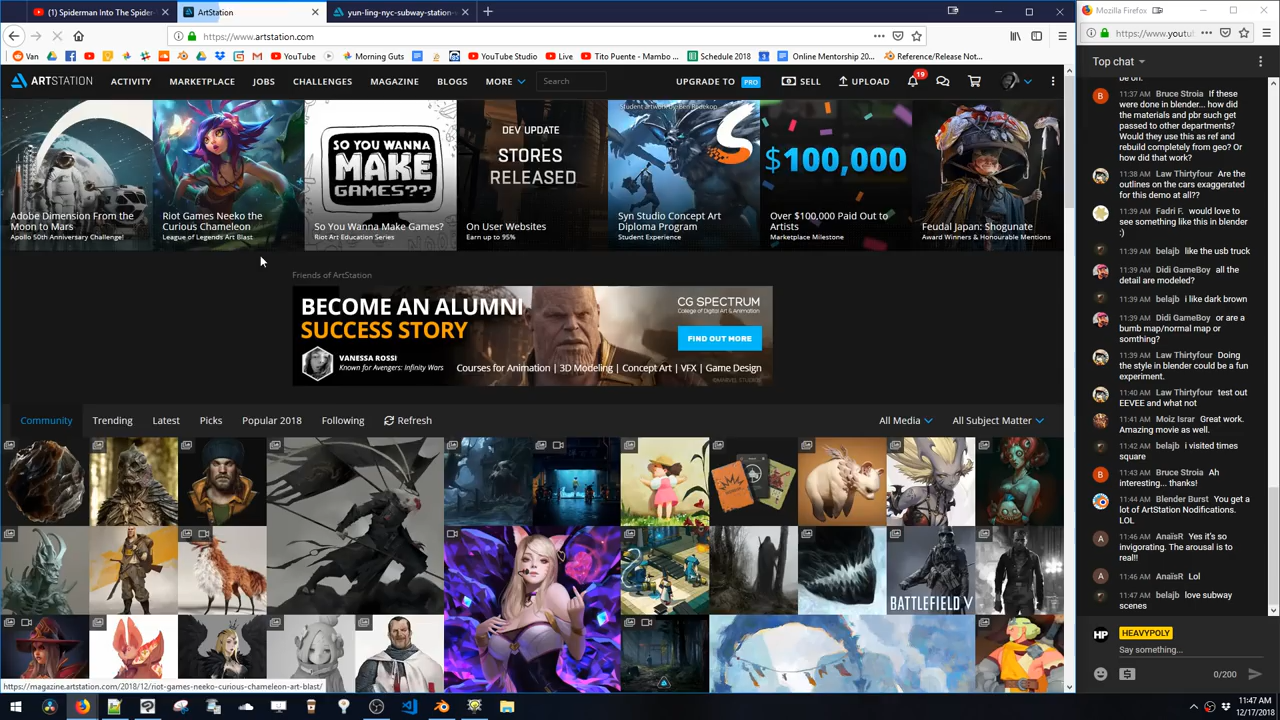 (1) Spiderman Into The Spider
ArtStation
yun-ling-nyc-subway-station-v
Mozilla Firefox
https://www.artstation.com
https://www.youtu
Van
YouTube
Morning Guts
YouTube Studio
Live
Tito Puente - Mambo ...
Schedule 2018
Online Mentorship 20...
Reference/Release Not...
ARTSTATION
ACTIVITY
MARKETPLACE
JOBS
CHALLENGES
MAGAZINE
BLOGS
MORE
Search
UPGRADE TO PRO
SELL
UPLOAD
19
Adobe Dimension From the
Moon to Mars
Apollo 50th Anniversary Challenge!
Riot Games Neeko the
Curious Chameleon
League of Legends Art Blast
SO YOU WANNA
MAKE
GAMES??
So You Wanna Make Games?
Riot Art Education Series
DEV UPDATE
STORES
RELEASED
On User Websites
Earn up to 95%
Student artwork by Ben Redekop
Syn Studio Concept Art
Diploma Program
Student Experience
$100,000
Over $100,000 Paid Out to
Artists
Marketplace Milestone
Feudal Japan: Shogunate
Award Winners & Honourable Mentions
Friends of ArtStation
BECOME AN ALUMNI
SUCCESS STORY
VANESSA ROSSI
Known for Avengers: Infinity Wars
CG SPECTRUM
College of Digital Art & Animation
FIND OUT MORE
Courses for Animation | 3D Modeling | Concept Art | VFX | Game Design
©MARVEL STUDIOS
Community
Trending
Latest
Picks
Popular 2018
Following
Refresh
All Media
All Subject Matter
BATTLEFIELD V
https://magazine.artstation.com/2018/12/riot-games-neeko-curious-chameleon-art-blast/
Top chat
be on.
11:37 AM Bruce Stroia If these
were done in blender... how did
the materials and pbr such get
passed to other departments?
Would they use this as ref and
rebuild completely from geo? Or
how did that work?
11:38 AM Law Thirtyfour Are the
outlines on the cars exaggerated
for this demo at all??
11:39 AM Fadri F. would love to
see something like this in blender
:)
11:39 AM belajb like the usb truck
11:39 AM Didi GameBoy all the
detail are modeled?
11:39 AM belajb i like dark brown
11:39 AM Didi GameBoy or are a
bumb map/normal map or
somthing?
11:39 AM Law Thirtyfour Doing
the style in blender could be a fun
experiment.
11:40 AM Law Thirtyfour test out
EEVEE and what not
11:41 AM Moiz Israr Great work.
Amazing movie as well.
11:42 AM belajb i visited times
square
11:43 AM Bruce Stroia Ah
interesting... thanks!
11:44 AM Blender Burst You get a
lot of ArtStation Nodifications.
LOL
11:46 AM AnaïsR Yes it's so
invigorating. The arousal is to
real!!
11:46 AM AnaïsR Lol
11:47 AM belajb love subway
scenes
HP
HEAVYPOLY
Say something...
0/200
11:47 AM
12/17/2018